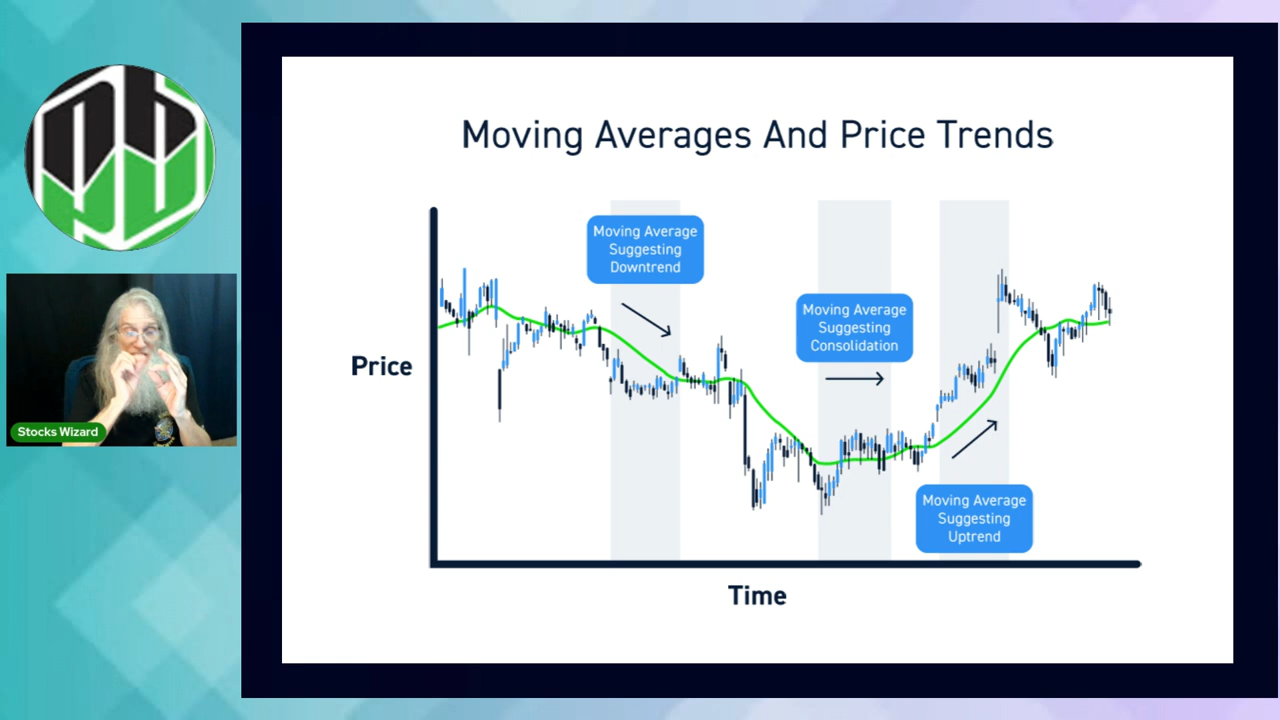 Moving Averages And Price Trends
Moving Average
Suggesting
Downtrend
Moving Average
Suggesting
Consolidation
Price
Stocks Wizard
Moving Average
Suggesting
Uptrend
Time